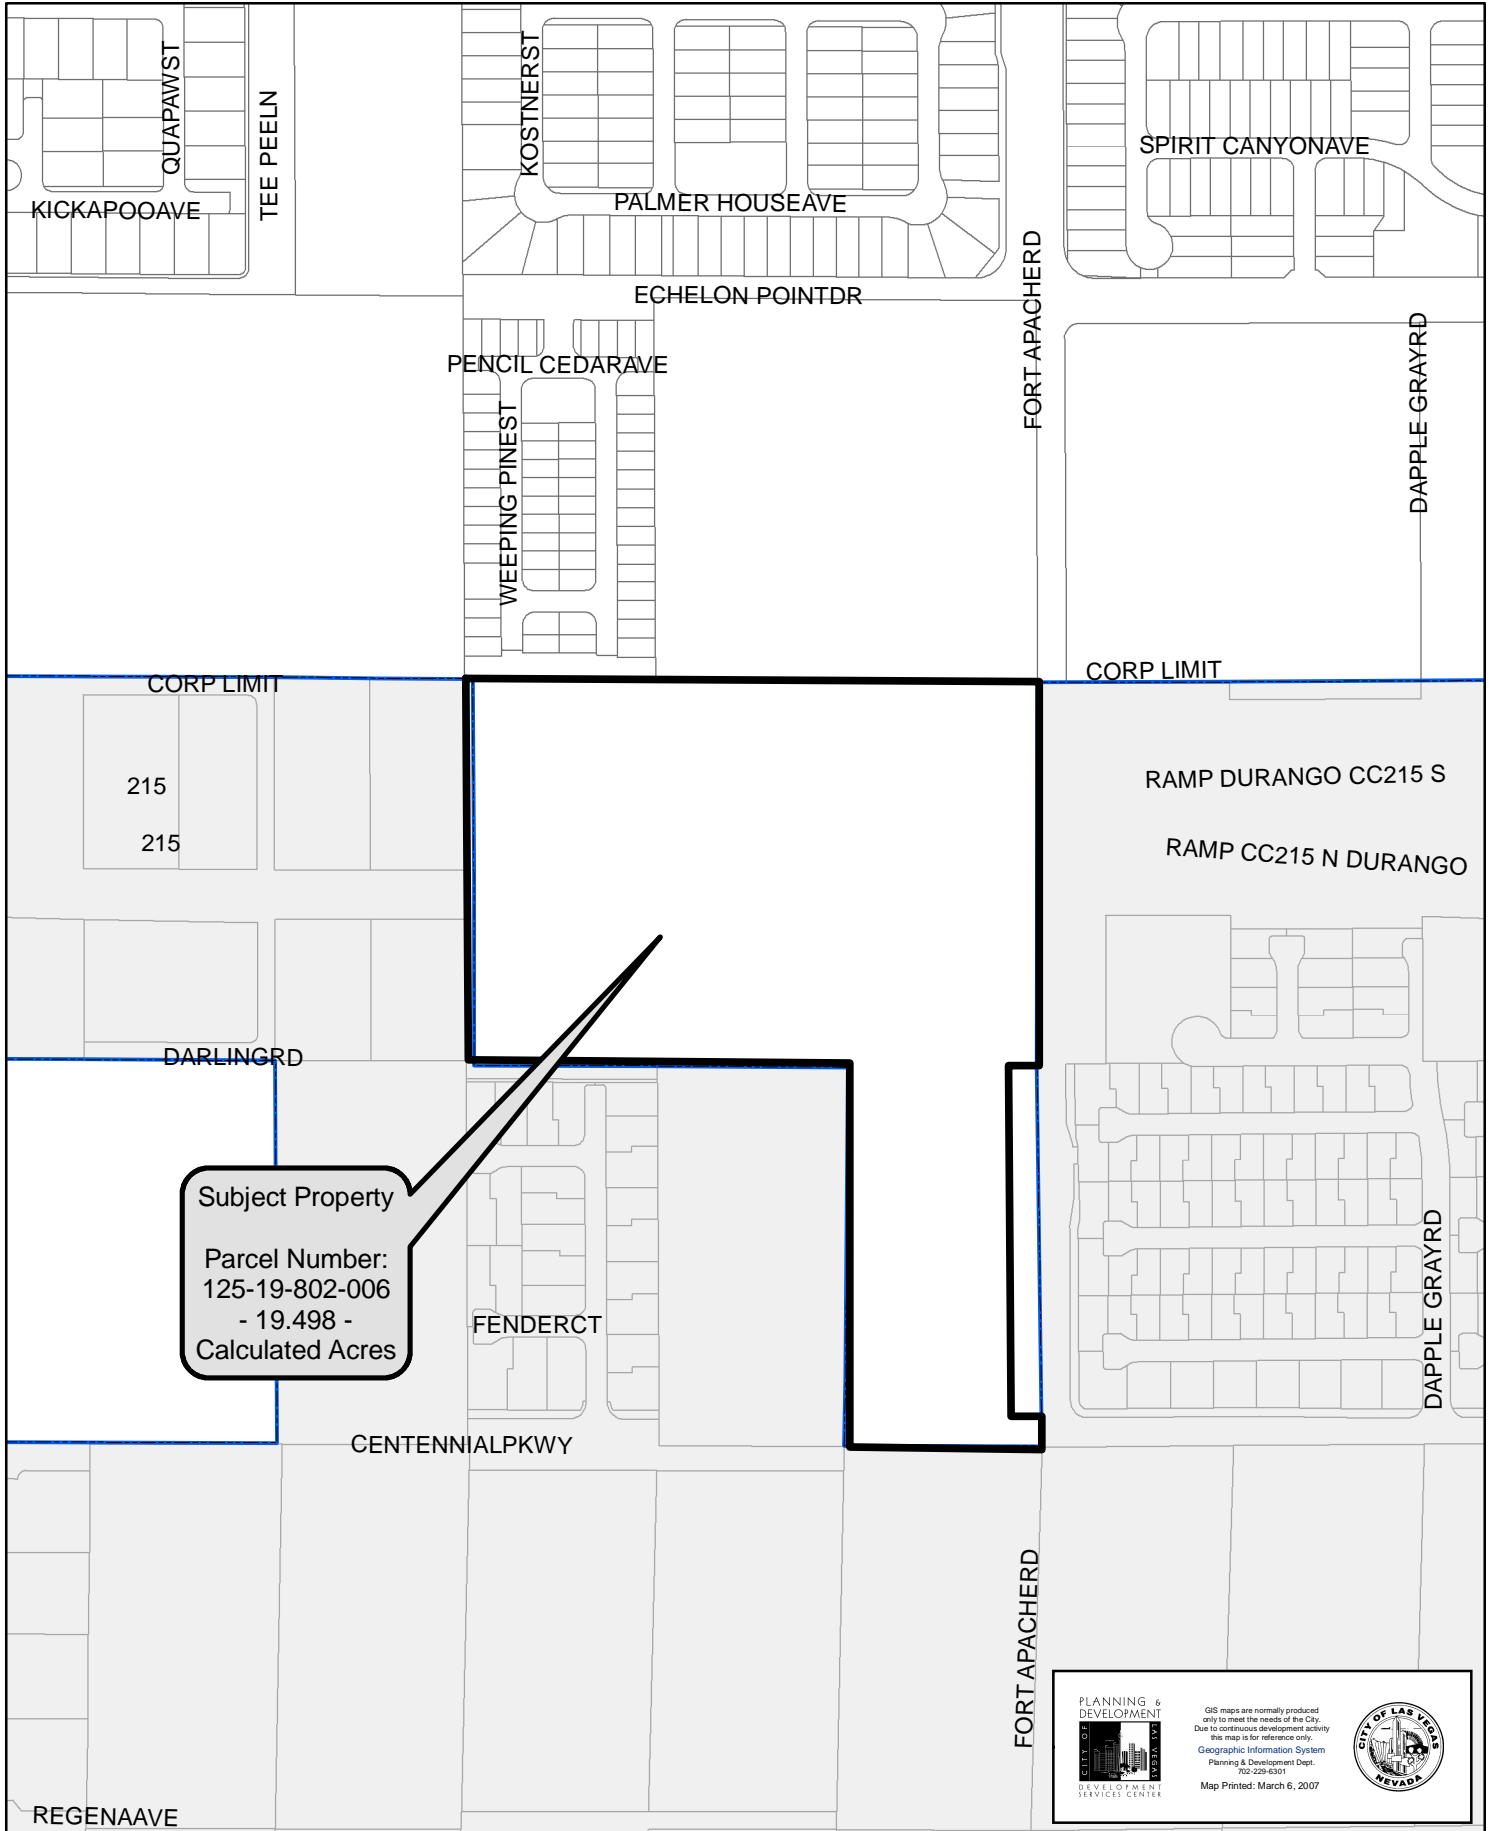 QUAPAWST
TEE PEELN
KOSTNERST
SPIRIT CANYONAVE
KICKAPOOAVE
PALMER HOUSEAVE
FORT APACHERD
ECHELON POINTDR
DAPPLE GRAYRD
PENCIL CEDARAVE
WEEPING PINEST
CORP LIMIT
CORP LIMIT
215
215
RAMP DURANGO CC215 S
RAMP CC215 N DURANGO
DARLINGRD
Subject Property
Parcel Number:
125-19-802-006
- 19.498 -
Calculated Acres
FENDERCT
DAPPLE GRAYRD
CENTENNIALPKWY
FORT APACHERD
REGENAAVE
PLANNING &
DEVELOPMENT
CITY OF
LAS VEGAS
DEVELOPMENT
SERVICES CENTER
GIS maps are normally produced
only to meet the needs of the City.
Due to continuous development activity
this map is for reference only.
Geographic Information System
Planning & Development Dept.
702-229-6301
Map Printed: March 6, 2007
CITY OF LAS VEGAS
NEVADA